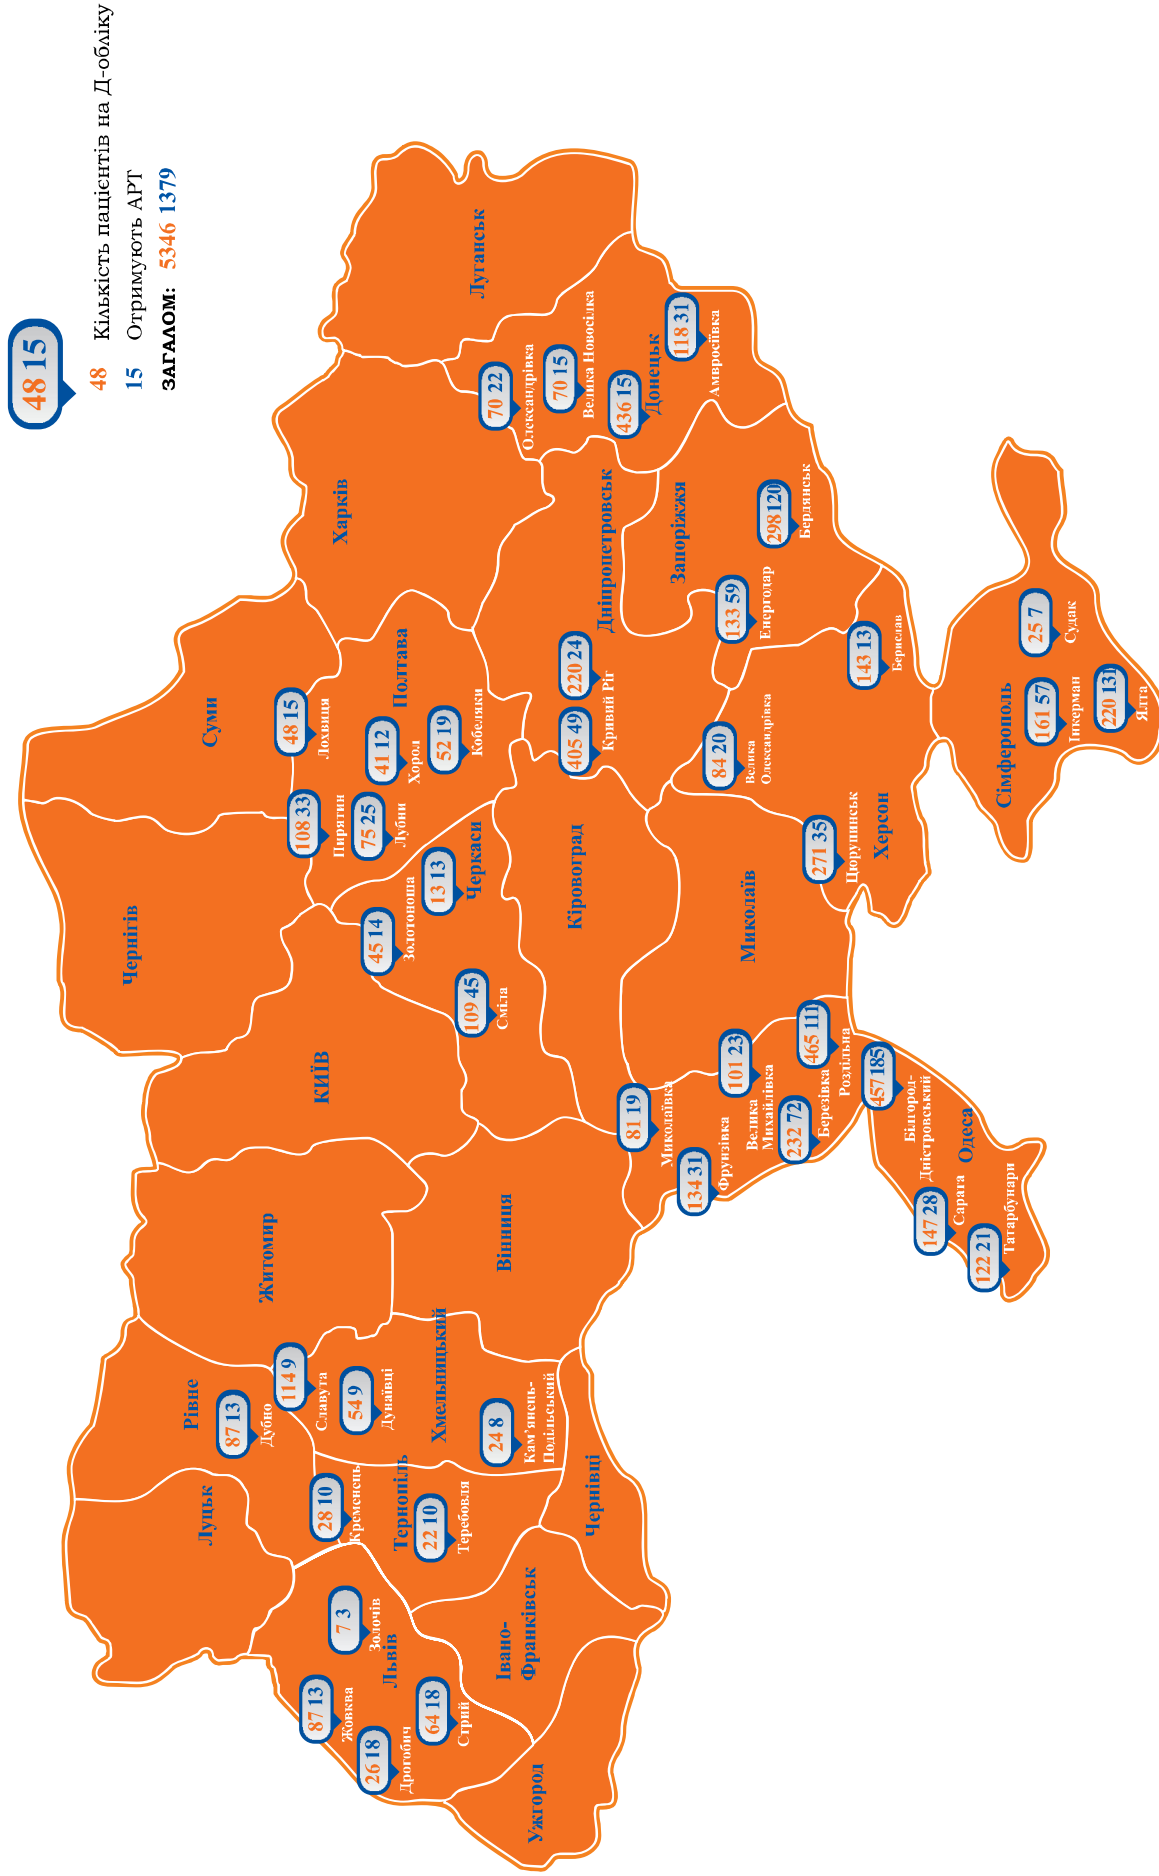 48 15
48 Кількість пацієнтів на Д-обліку
15 Отримують АРТ
ЗАГАЛОМ: 5346 1379
Чернігів
Суми
Луцьк
Рівне
87 13
Дубно
Житомир
КИЇВ
Харків
Луганськ
114 9
Славута
54 9
Дунаївці
Хмельницький
24 8
Кам’янець-
Подільський
28 10
Кременець
Тернопіль
22 10
Теребовля
87 13
Жовква
7 3
Золочів
Львів
26 18
Дрогобич
64 18
Стрий
Івано-
Франківськ
Ужгород
Чернівці
Вінниця
108 33
Пирятин
48 15
Лохвиця
75 25
Лубни
41 12
Хорол
Полтава
52 19
Кобеляки
45 14
Золотоноша
13 13
Черкаси
109 45
Сміла
Кіровоград
405 49
220 24
Кривий Ріг
Дніпропетровськ
70 22
Олександрівка
70 15
Велика Новосілка
436 15
Донецьк
118 31
Амвросіївка
Запоріжжя
133 59
Енергодар
298 120
Бердянськ
81 19
Миколаївка
134 31
Фрунзівка
101 23
Велика
Михайлівка
232 72
Березівка
465 111
Роздільна
457 185
Білгород-
Дністровський
147 28
Сарата
Одеса
122 21
Татарбунари
Миколаїв
84 20
Велика
Олександрівка
271 35
Цюрупинськ
Херсон
143 13
Берислав
Сімферополь
161 57
Інкерман
25 7
Судак
220 131
Ялта